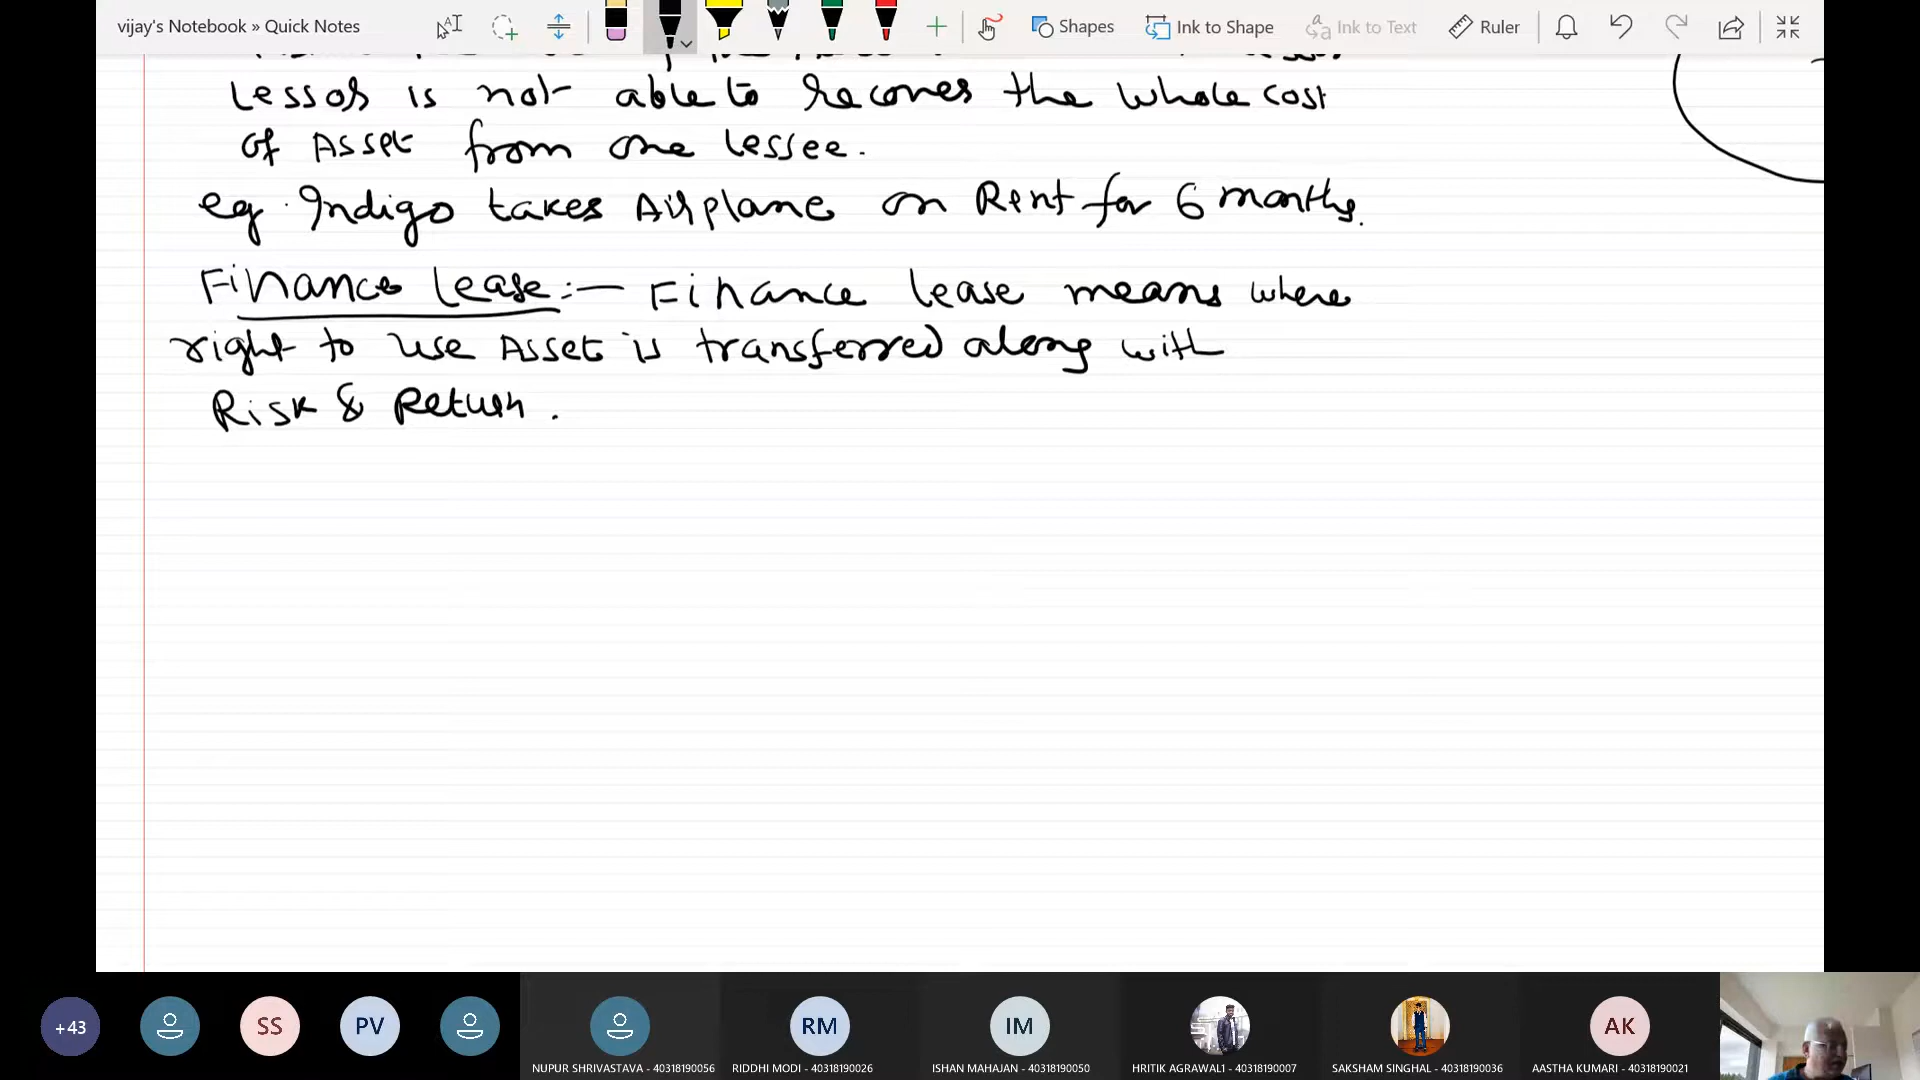 vijay's Notebook » Quick Notes
Shapes
Ink to Shape
Ink to Text
Ruler
Lessor is not able to recover the whole cost
of Asset from one lessee.
eg. Indigo takes Airplane on Rent for 6 months.
Finance Lease:— Finance lease means where
right to use Asset is transferred along with
Risk & Return.
+43
SS
PV
RM
IM
AK
NUPUR SHRIVASTAVA - 40318190056
RIDDHI MODI - 40318190026
ISHAN MAHAJAN - 40318190050
HRITIK AGRAWAL1 - 40318190007
SAKSHAM SINGHAL - 40318190036
AASTHA KUMARI - 40318190021